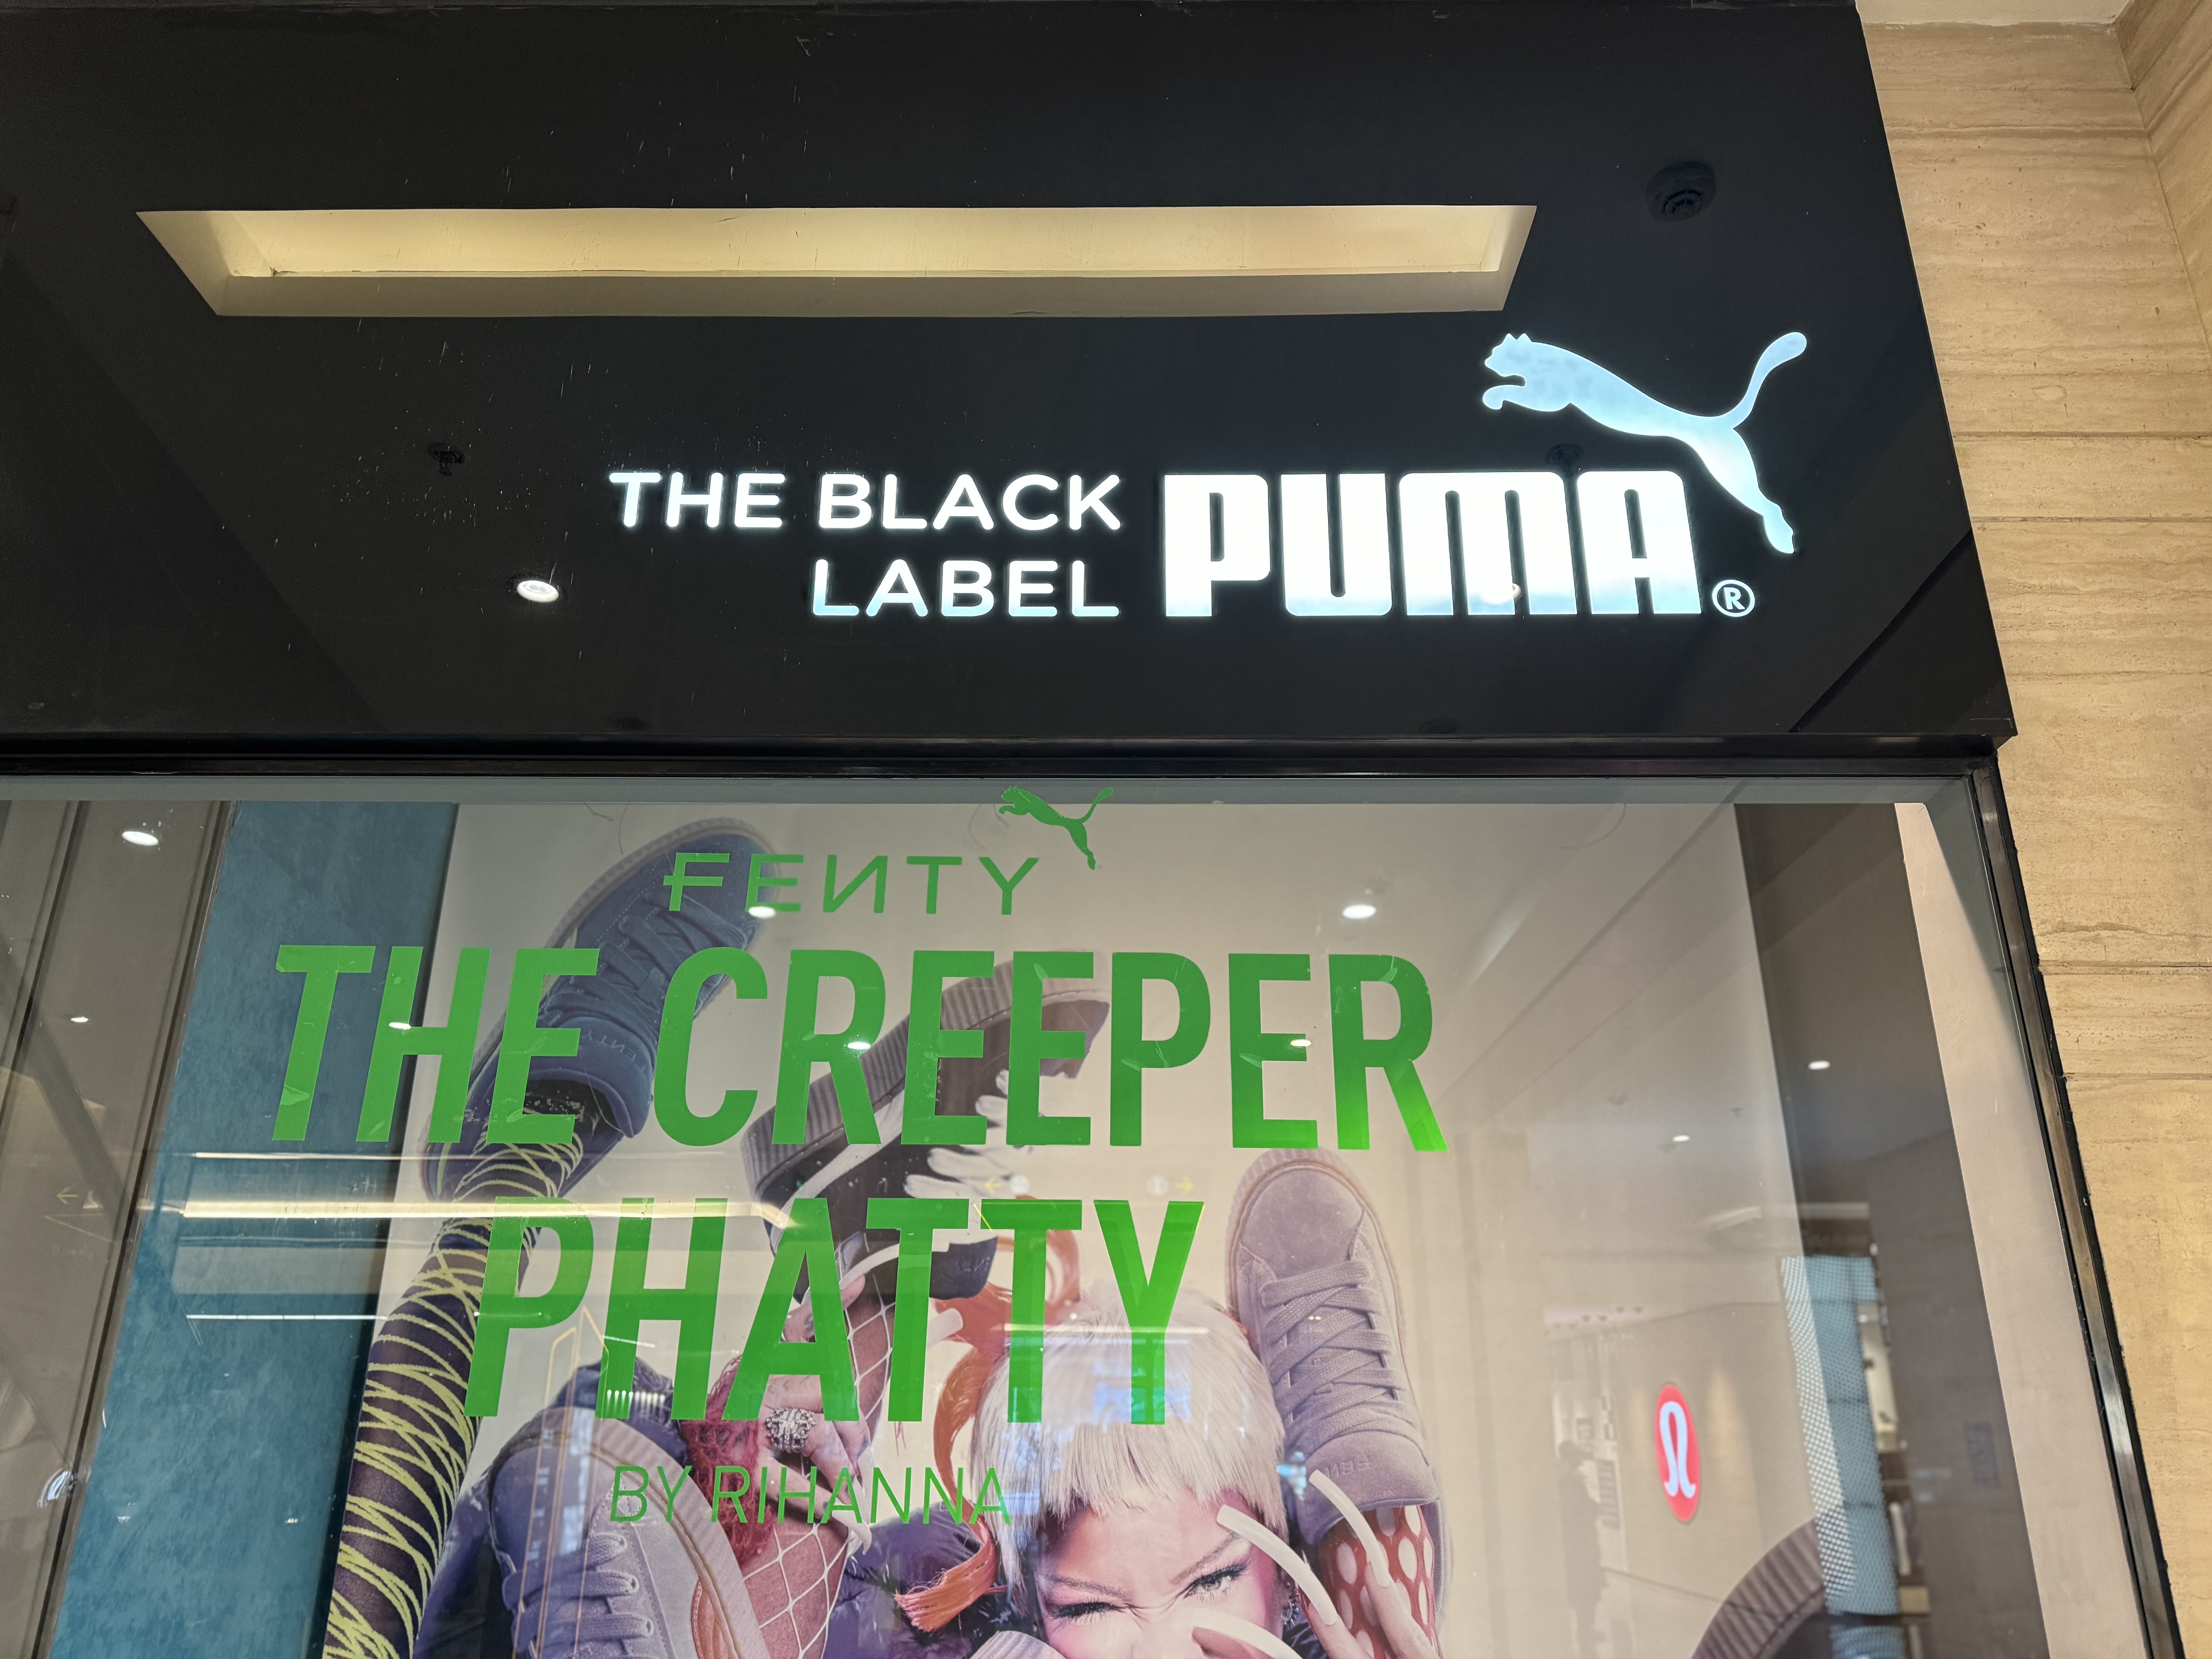 THE BLACK
LABEL
PUMA®
FENTY
THE CREEPER
PHATTY
BY RIHANNA